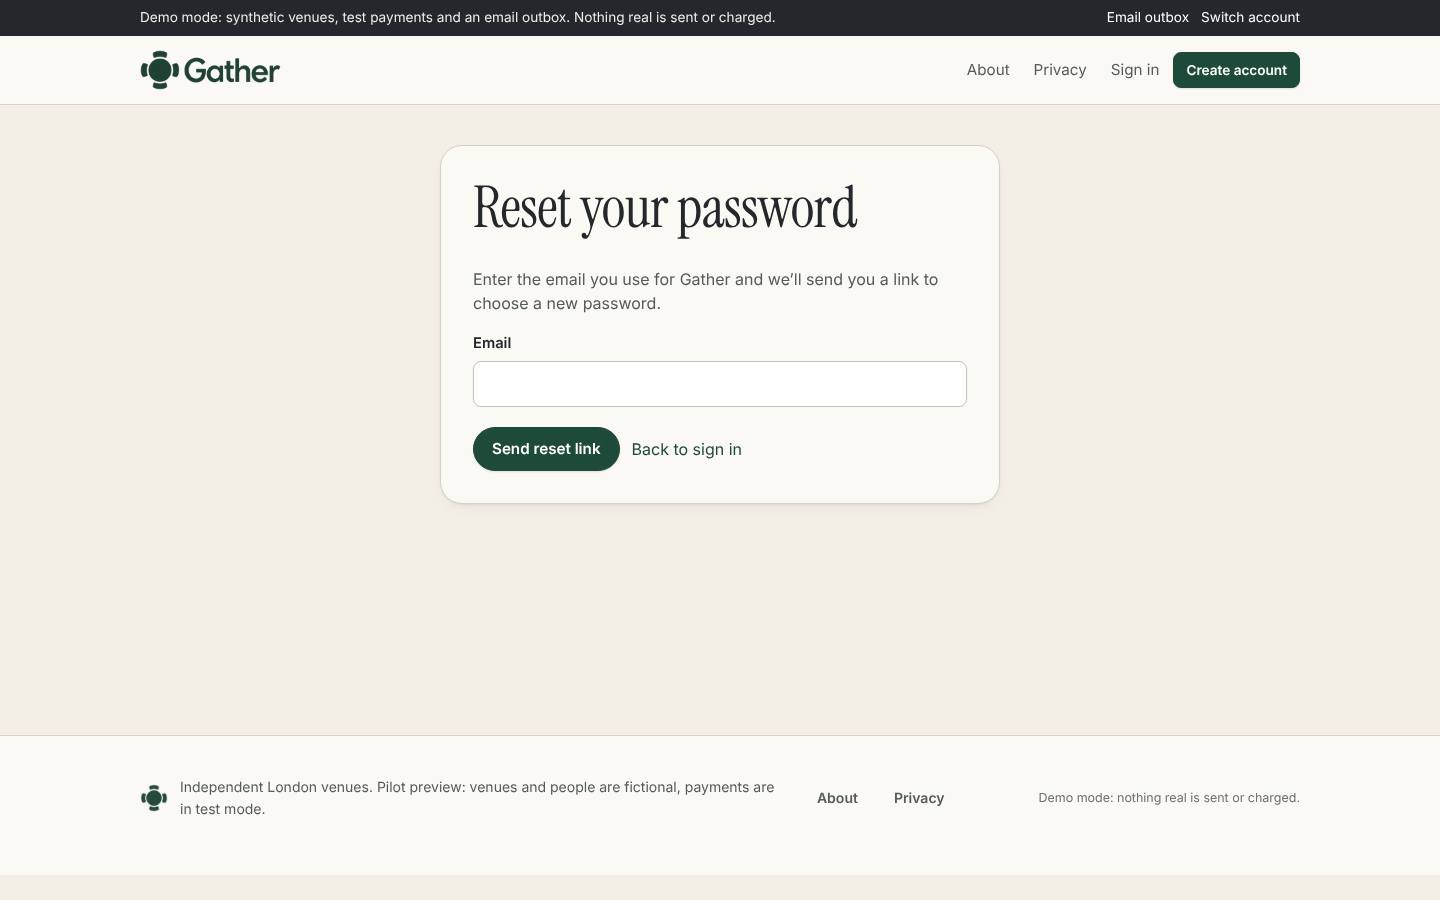 Demo mode: synthetic venues, test payments and an email outbox. Nothing real is sent or charged.
Email outbox
Switch account
Gather
About
Privacy
Sign in
Create account
Reset your password
Enter the email you use for Gather and we’ll send you a link to
choose a new password.
Email
Send reset link
Back to sign in
Independent London venues. Pilot preview: venues and people are fictional, payments are
in test mode.
About
Privacy
Demo mode: nothing real is sent or charged.